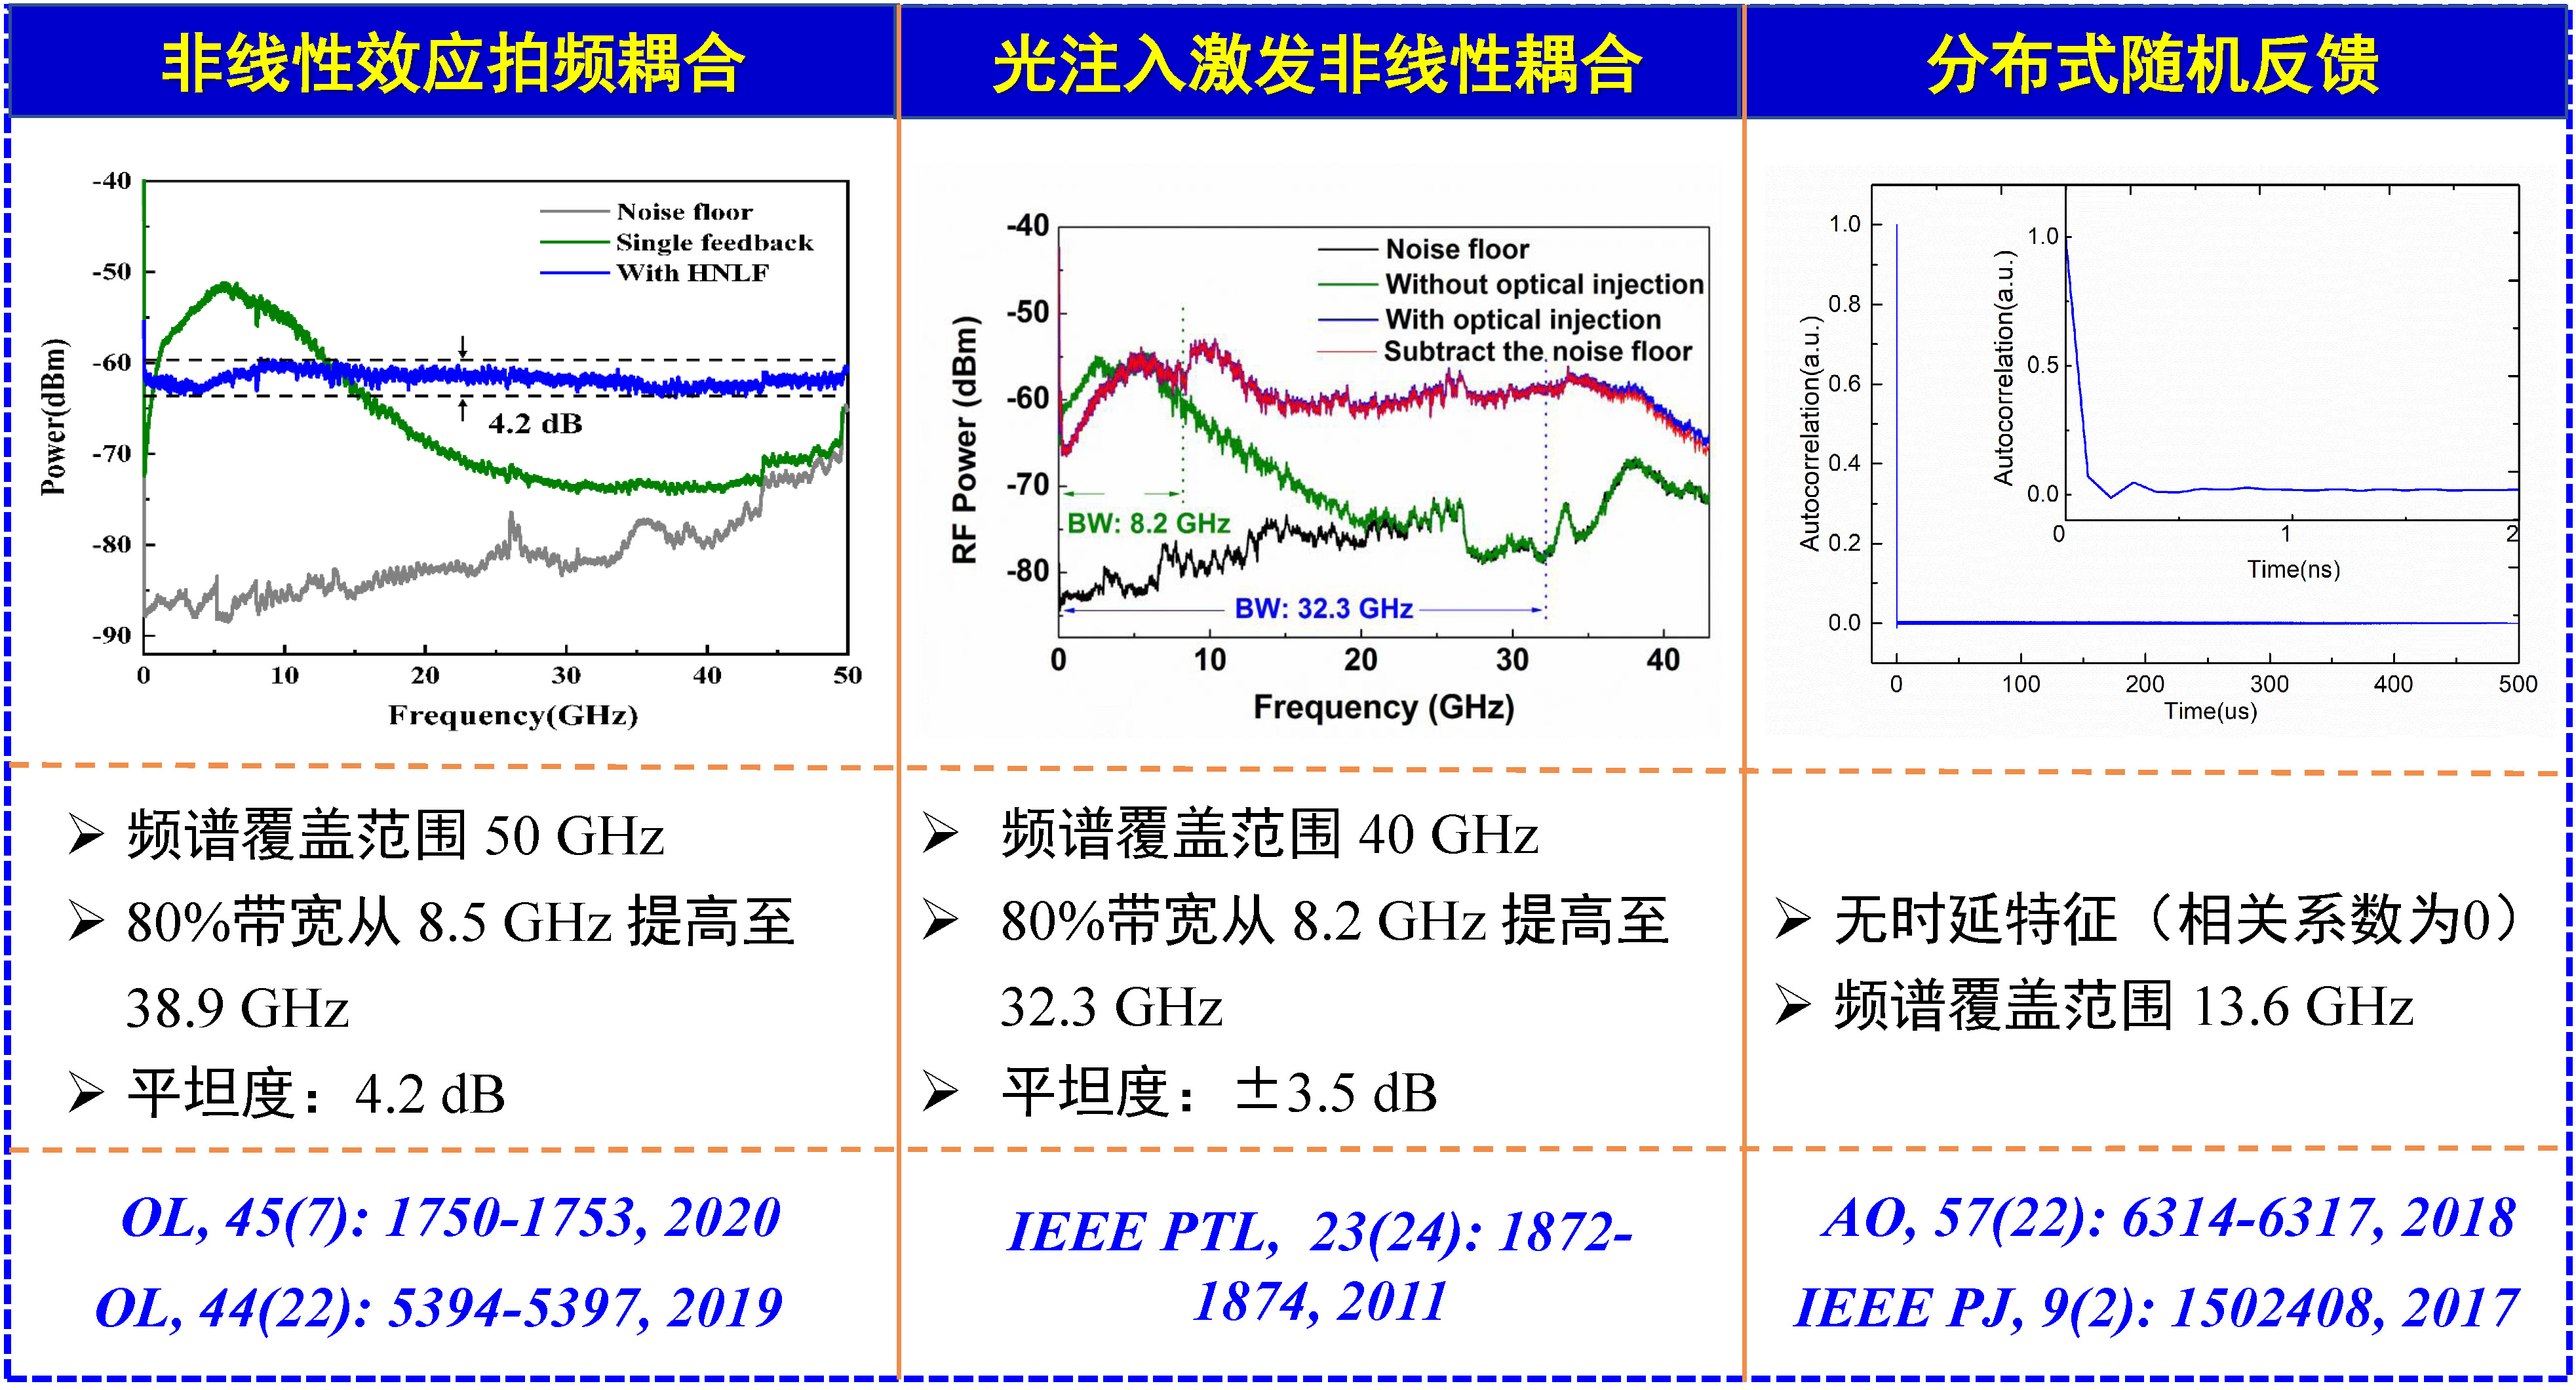 非线性效应拍频耦合
光注入激发非线性耦合
分布式随机反馈
-40
-50
-60
-70
-80
-90
Power(dBm)
Noise floor
Single feedback
With HNLF
4.2 dB
0
10
20
30
40
50
Frequency(GHz)
-40
-50
-60
-70
-80
RF Power (dBm)
Noise floor
Without optical injection
With optical injection
Subtract the noise floor
BW: 8.2 GHz
BW: 32.3 GHz
0
10
20
30
40
Frequency (GHz)
1.0
0.8
0.6
0.4
0.2
0.0
Autocorrelation(a.u.)
1.0
0.5
0.0
Autocorrelation(a.u.)
0
1
2
Time(ns)
0
100
200
300
400
500
Time(us)
➢ 频谱覆盖范围 50 GHz
➢ 80%带宽从 8.5 GHz 提高至
38.9 GHz
➢ 平坦度：4.2 dB
➢ 频谱覆盖范围 40 GHz
➢ 80%带宽从 8.2 GHz 提高至
32.3 GHz
➢ 平坦度：±3.5 dB
➢ 无时延特征（相关系数为0）
➢ 频谱覆盖范围 13.6 GHz
OL, 45(7): 1750-1753, 2020
OL, 44(22): 5394-5397, 2019
IEEE PTL, 23(24): 1872-
1874, 2011
AO, 57(22): 6314-6317, 2018
IEEE PJ, 9(2): 1502408, 2017